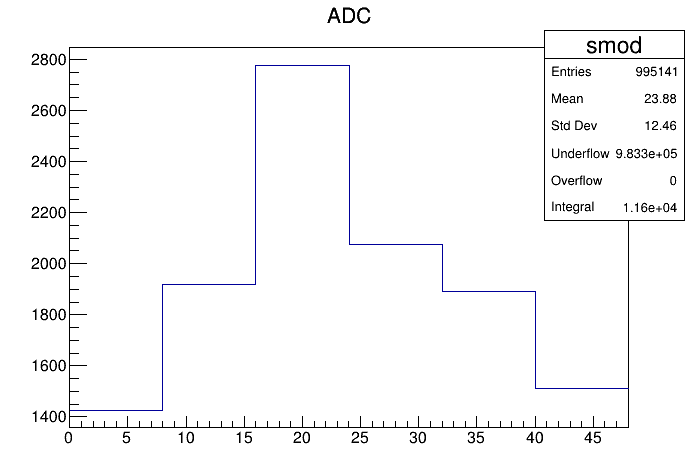 ADC
smod
Entries 995141
Mean 23.88
Std Dev 12.46
Underflow 9.833e+05
Overflow 0
Integral 1.16e+04
2800
2600
2400
2200
2000
1800
1600
1400
0 5 10 15 20 25 30 35 40 45